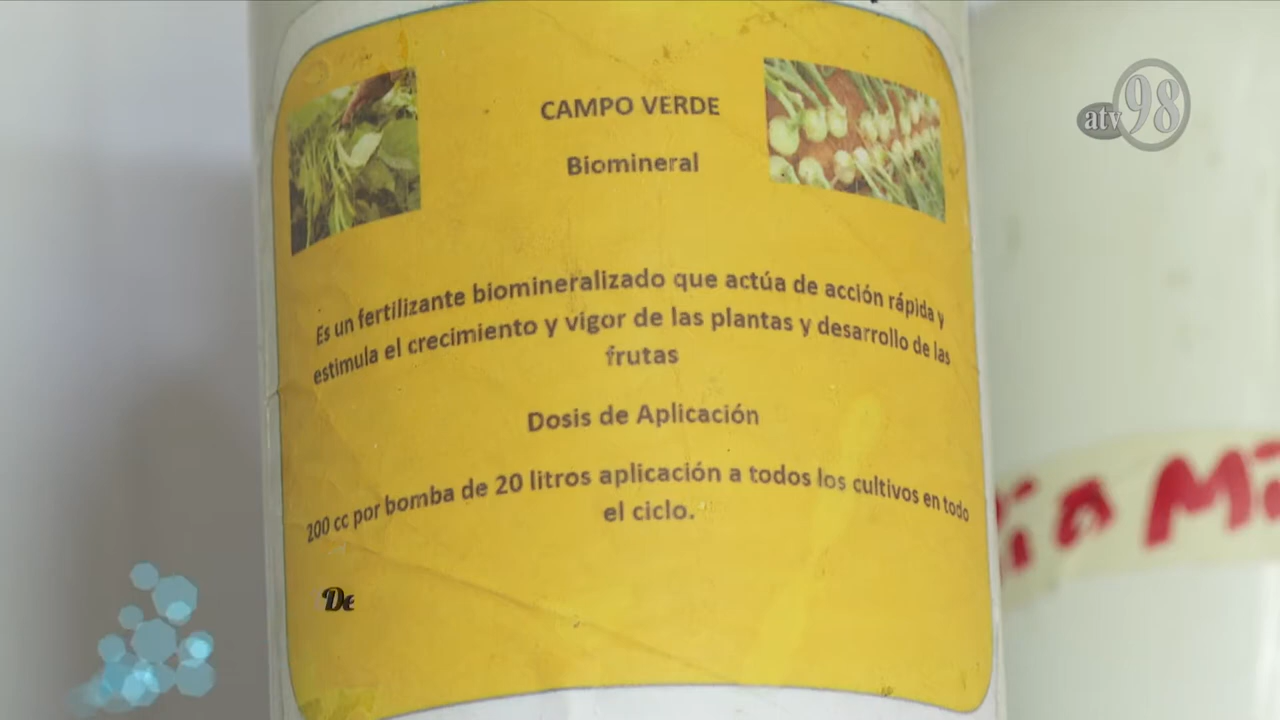 CAMPO VERDE
Biomineral
Es un fertilizante biomineralizado que actúa de acción rápida y
estimula el crecimiento y vigor de las plantas y desarrollo de las
frutas
Dosis de Aplicación
200 cc por bomba de 20 litros aplicación a todos los cultivos en todo
el ciclo.
De
atv 98